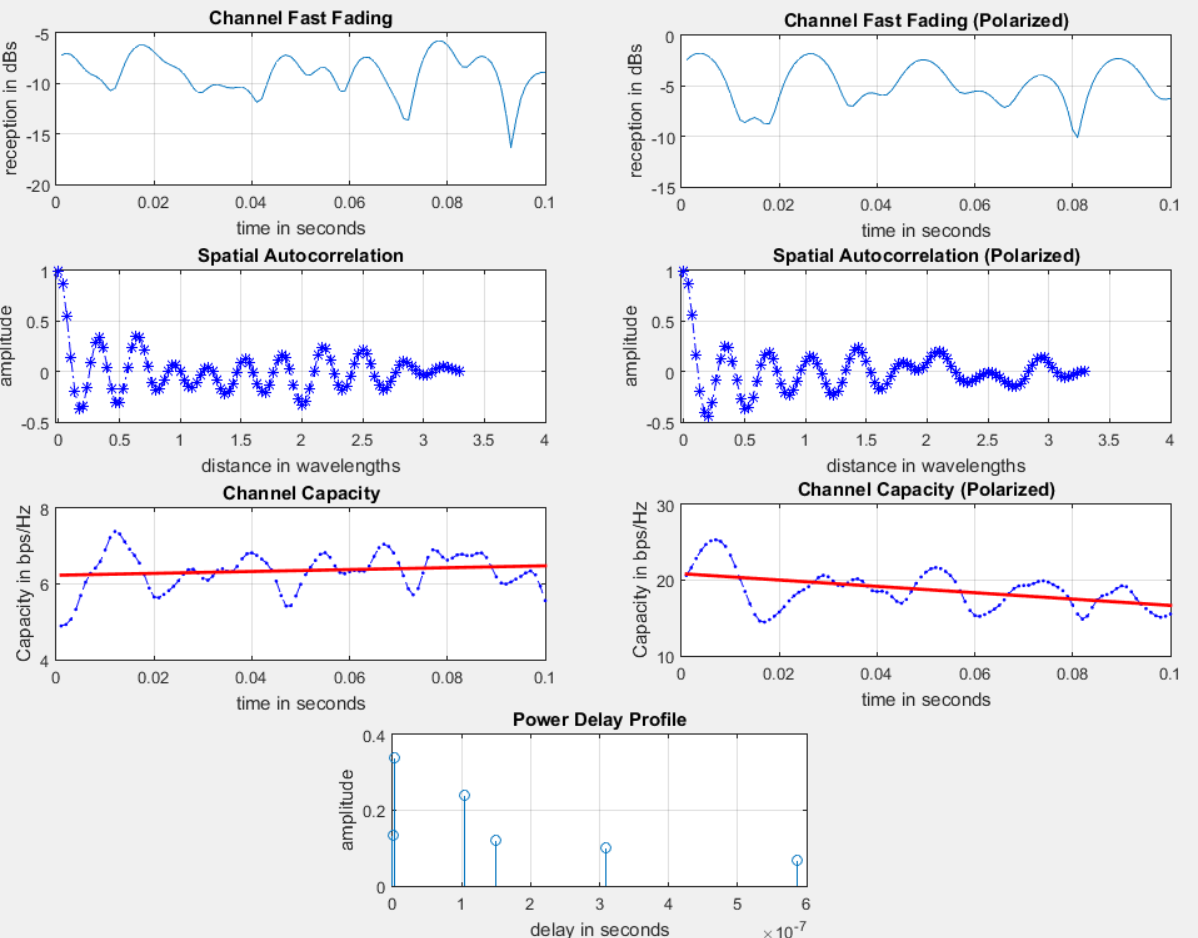 Channel Fast Fading
-5
-10
-15
-20
reception in dBs
0 0.02 0.04 0.06 0.08 0.1
time in seconds
Channel Fast Fading (Polarized)
0
-5
-10
-15
reception in dBs
0 0.02 0.04 0.06 0.08 0.1
time in seconds
Spatial Autocorrelation
1
0.5
0
-0.5
amplitude
0 0.5 1 1.5 2 2.5 3 3.5 4
distance in wavelengths
Spatial Autocorrelation (Polarized)
1
0.5
0
-0.5
amplitude
0 0.5 1 1.5 2 2.5 3 3.5 4
distance in wavelengths
Channel Capacity
8
6
4
Capacity in bps/Hz
0 0.02 0.04 0.06 0.08 0.1
time in seconds
Channel Capacity (Polarized)
30
20
10
Capacity in bps/Hz
0 0.02 0.04 0.06 0.08 0.1
time in seconds
Power Delay Profile
0.4
0.2
0
amplitude
0 1 2 3 4 5 6
delay in seconds
×10⁻⁷